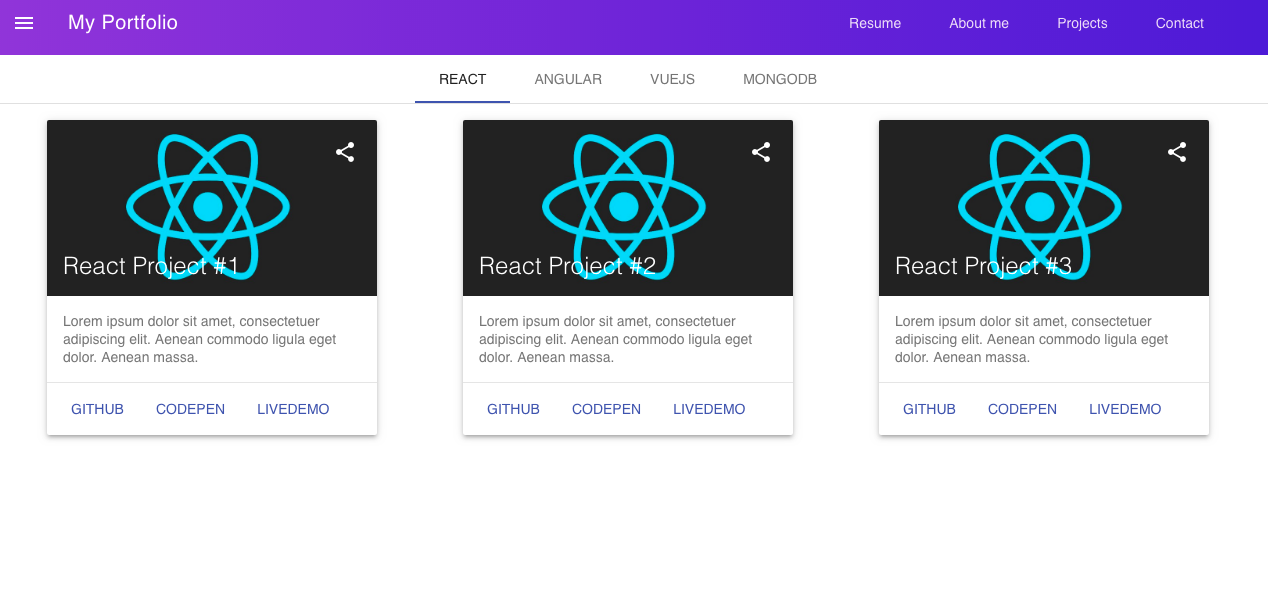 My Portfolio
Resume About me Projects Contact
REACT ANGULAR VUEJS MONGODB
React Project #1
Lorem ipsum dolor sit amet, consectetuer
adipiscing elit. Aenean commodo ligula eget
dolor. Aenean massa.
GITHUB CODEPEN LIVEDEMO
React Project #2
Lorem ipsum dolor sit amet, consectetuer
adipiscing elit. Aenean commodo ligula eget
dolor. Aenean massa.
GITHUB CODEPEN LIVEDEMO
React Project #3
Lorem ipsum dolor sit amet, consectetuer
adipiscing elit. Aenean commodo ligula eget
dolor. Aenean massa.
GITHUB CODEPEN LIVEDEMO